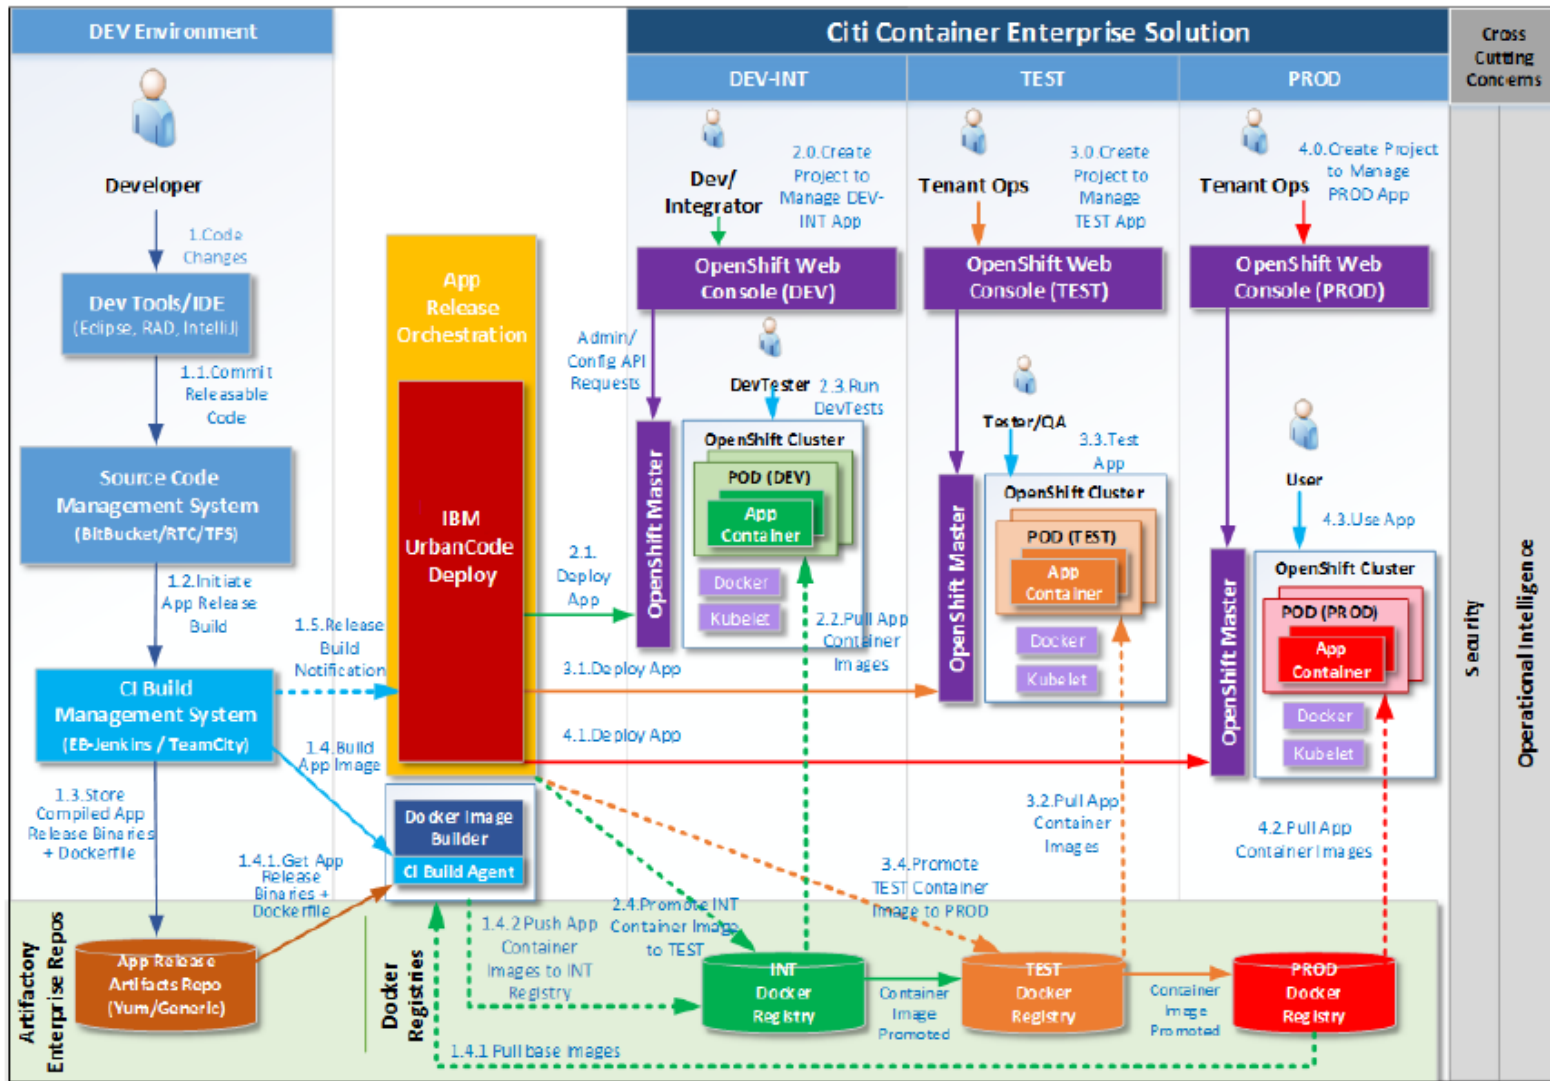 DEV Environment
Citi Container Enterprise Solution
Cross
Cutting
Concerns
DEV-INT
TEST
PROD
Developer
1.Code
Changes
Dev Tools/IDE
(Eclipse, RAD, IntelliJ)
1.1.Commit
Releasable
Code
Source Code
Management System
(BitBucket/RTC/TFS)
1.2.Initiate
App Release
Build
CI Build
Management System
(EB-Jenkins / TeamCity)
1.3.Store
Compiled App
Release Binaries
+ Dockerfile
1.5.Release
Build
Notification
1.4.Build
App Image
1.4.1.Get App
Release
Binaries +
Dockerfile
App
Release
Orchestration
IBM
UrbanCode
Deploy
Docker Image
Builder
CI Build Agent
Dev/
Integrator
2.0.Create
Project to
Manage DEV-
INT App
OpenShift Web
Console (DEV)
Admin/
Config API
Requests
DevTester
2.3.Run
DevTests
OpenShift Master
OpenShift Cluster
POD (DEV)
App
Container
Docker
Kubelet
2.1.
Deploy
App
2.2.Pull App
Container
Images
3.1.Deploy App
4.1.Deploy App
Tenant Ops
3.0.Create
Project to
Manage
TEST App
OpenShift Web
Console (TEST)
Tester/QA
3.3.Test
App
OpenShift Master
OpenShift Cluster
POD (TEST)
App
Container
Docker
Kubelet
3.2.Pull App
Container
Images
Tenant Ops
4.0.Create Project
to Manage
PROD App
OpenShift Web
Console (PROD)
User
4.3.Use App
OpenShift Master
OpenShift Cluster
POD (PROD)
App
Container
Docker
Kubelet
4.2.Pull App
Container Images
Security
Operational Intelligence
Artifactory
Enterprise Repos
App Release
Artifacts Repo
(Yum/Generic)
Docker
Registries
1.4.2 Push App
Container
Images to INT
Registry
2.4.Promote INT
Container Image
to TEST
3.4.Promote
TEST Container
Image to PROD
INT
Docker
Registry
Container
Image
Promoted
TEST
Docker
Registry
Container
Image
Promoted
PROD
Docker
Registry
1.4.1 Pull base images